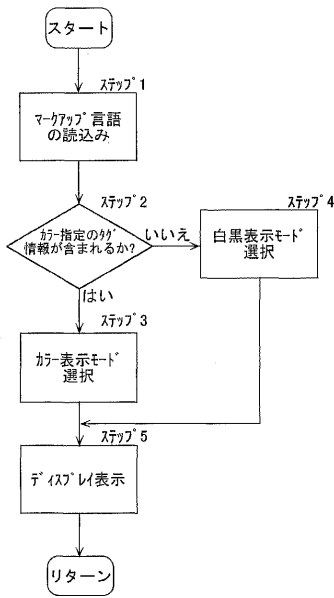 スタート
ステップ1
マークアップ言語
の読込み
ステップ2
カラー指定のタグ
情報が含まれるか?
いいえ
ステップ4
白黒表示モード
選択
はい
ステップ3
カラー表示モード
選択
ステップ5
ディスプレイ表示
リターン